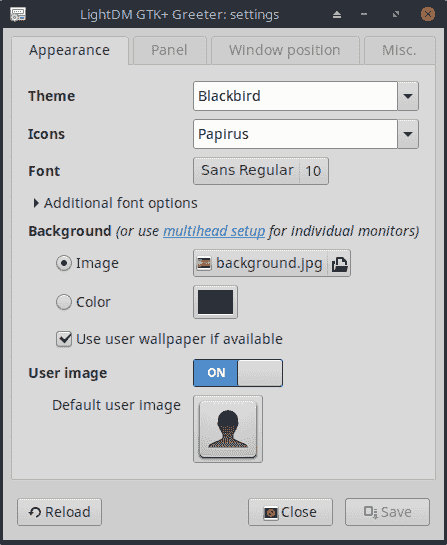 LightDM GTK+ Greeter: settings
Appearance Panel Window position Misc.
Theme Blackbird
Icons Papirus
Font Sans Regular 10
Additional font options
Background (or use multihead setup for individual monitors)
Image background.jpg
Color
Use user wallpaper if available
User image ON
Default user image
Reload Close Save